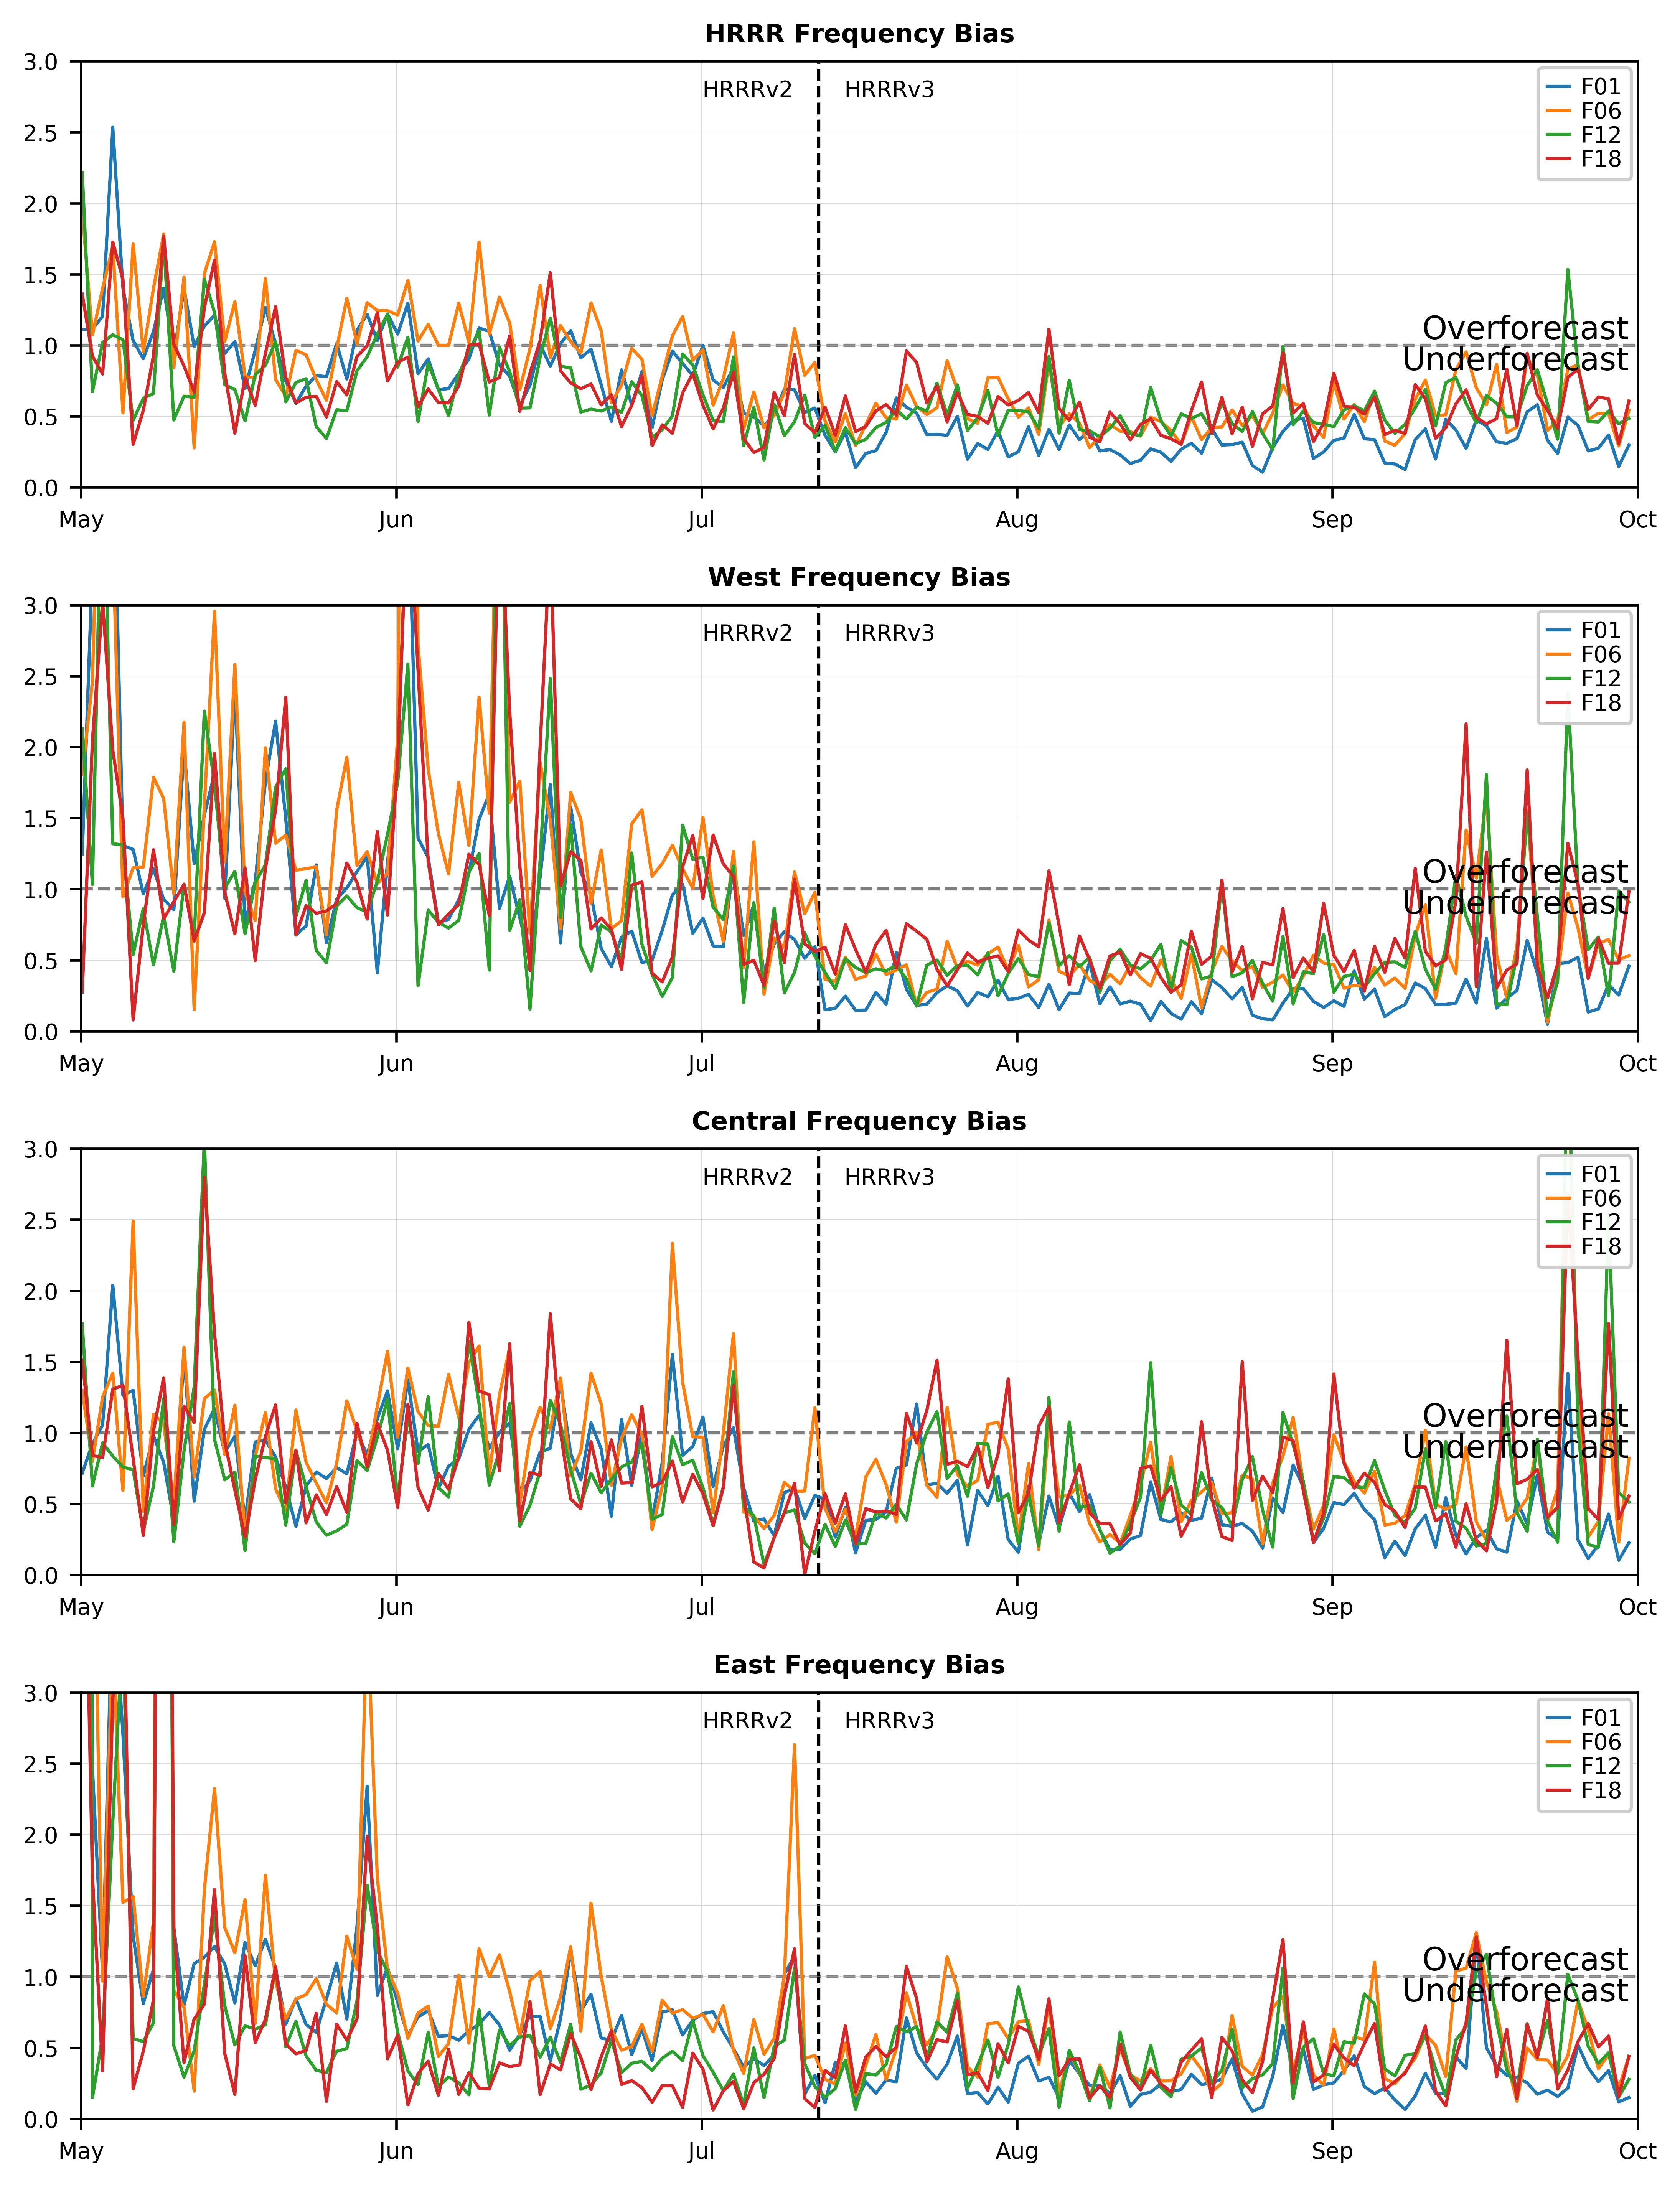 HRRR Frequency Bias
3.0
HRRRv2 HRRRv3
F01
F06
F12
F18
2.5
2.0
1.5
Overforecast
1.0
Underforecast
0.5
0.0
May Jun Jul Aug Sep Oct
West Frequency Bias
3.0
HRRRv2 HRRRv3
F01
F06
F12
F18
2.5
2.0
1.5
Overforecast
1.0
Underforecast
0.5
0.0
May Jun Jul Aug Sep Oct
Central Frequency Bias
3.0
HRRRv2 HRRRv3
F01
F06
F12
F18
2.5
2.0
1.5
Overforecast
1.0
Underforecast
0.5
0.0
May Jun Jul Aug Sep Oct
East Frequency Bias
3.0
HRRRv2 HRRRv3
F01
F06
F12
F18
2.5
2.0
1.5
Overforecast
1.0
Underforecast
0.5
0.0
May Jun Jul Aug Sep Oct